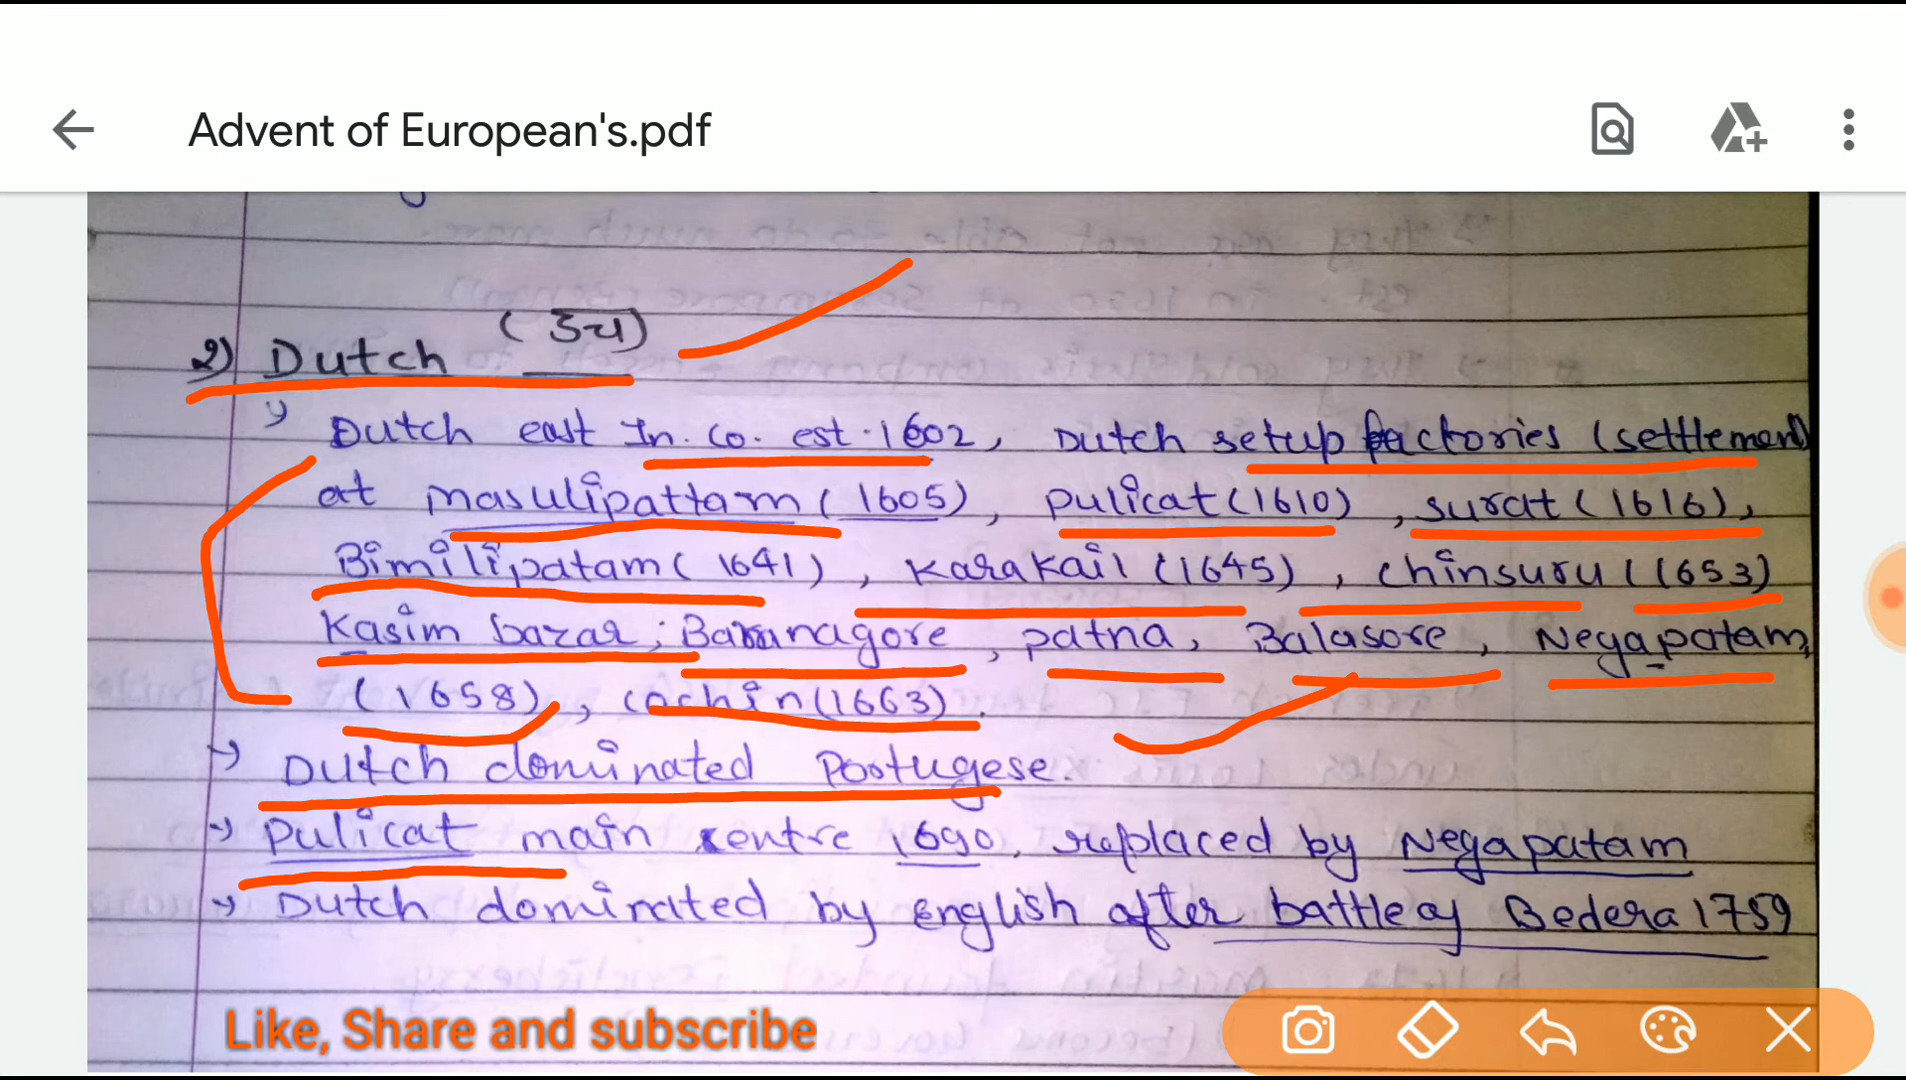 Advent of European's.pdf
2) Dutch (डच)
Dutch east In. Co. est. 1602, Dutch setup factories (settlement)
at masulipattam (1605), pulicat (1610), surat (1616),
Bimilipatam (1641), Karakail (1645), chinsuru (1653)
Kasim bazar; Baranagore, patna, Balasore, Negapatam,
(1658), cochin (1663).
→ Dutch dominated Poortugese.
→ Pulicat main centre 1690, replaced by Negapatam
→ Dutch dominated by english after battle of Bedera 1759
Like, Share and subscribe